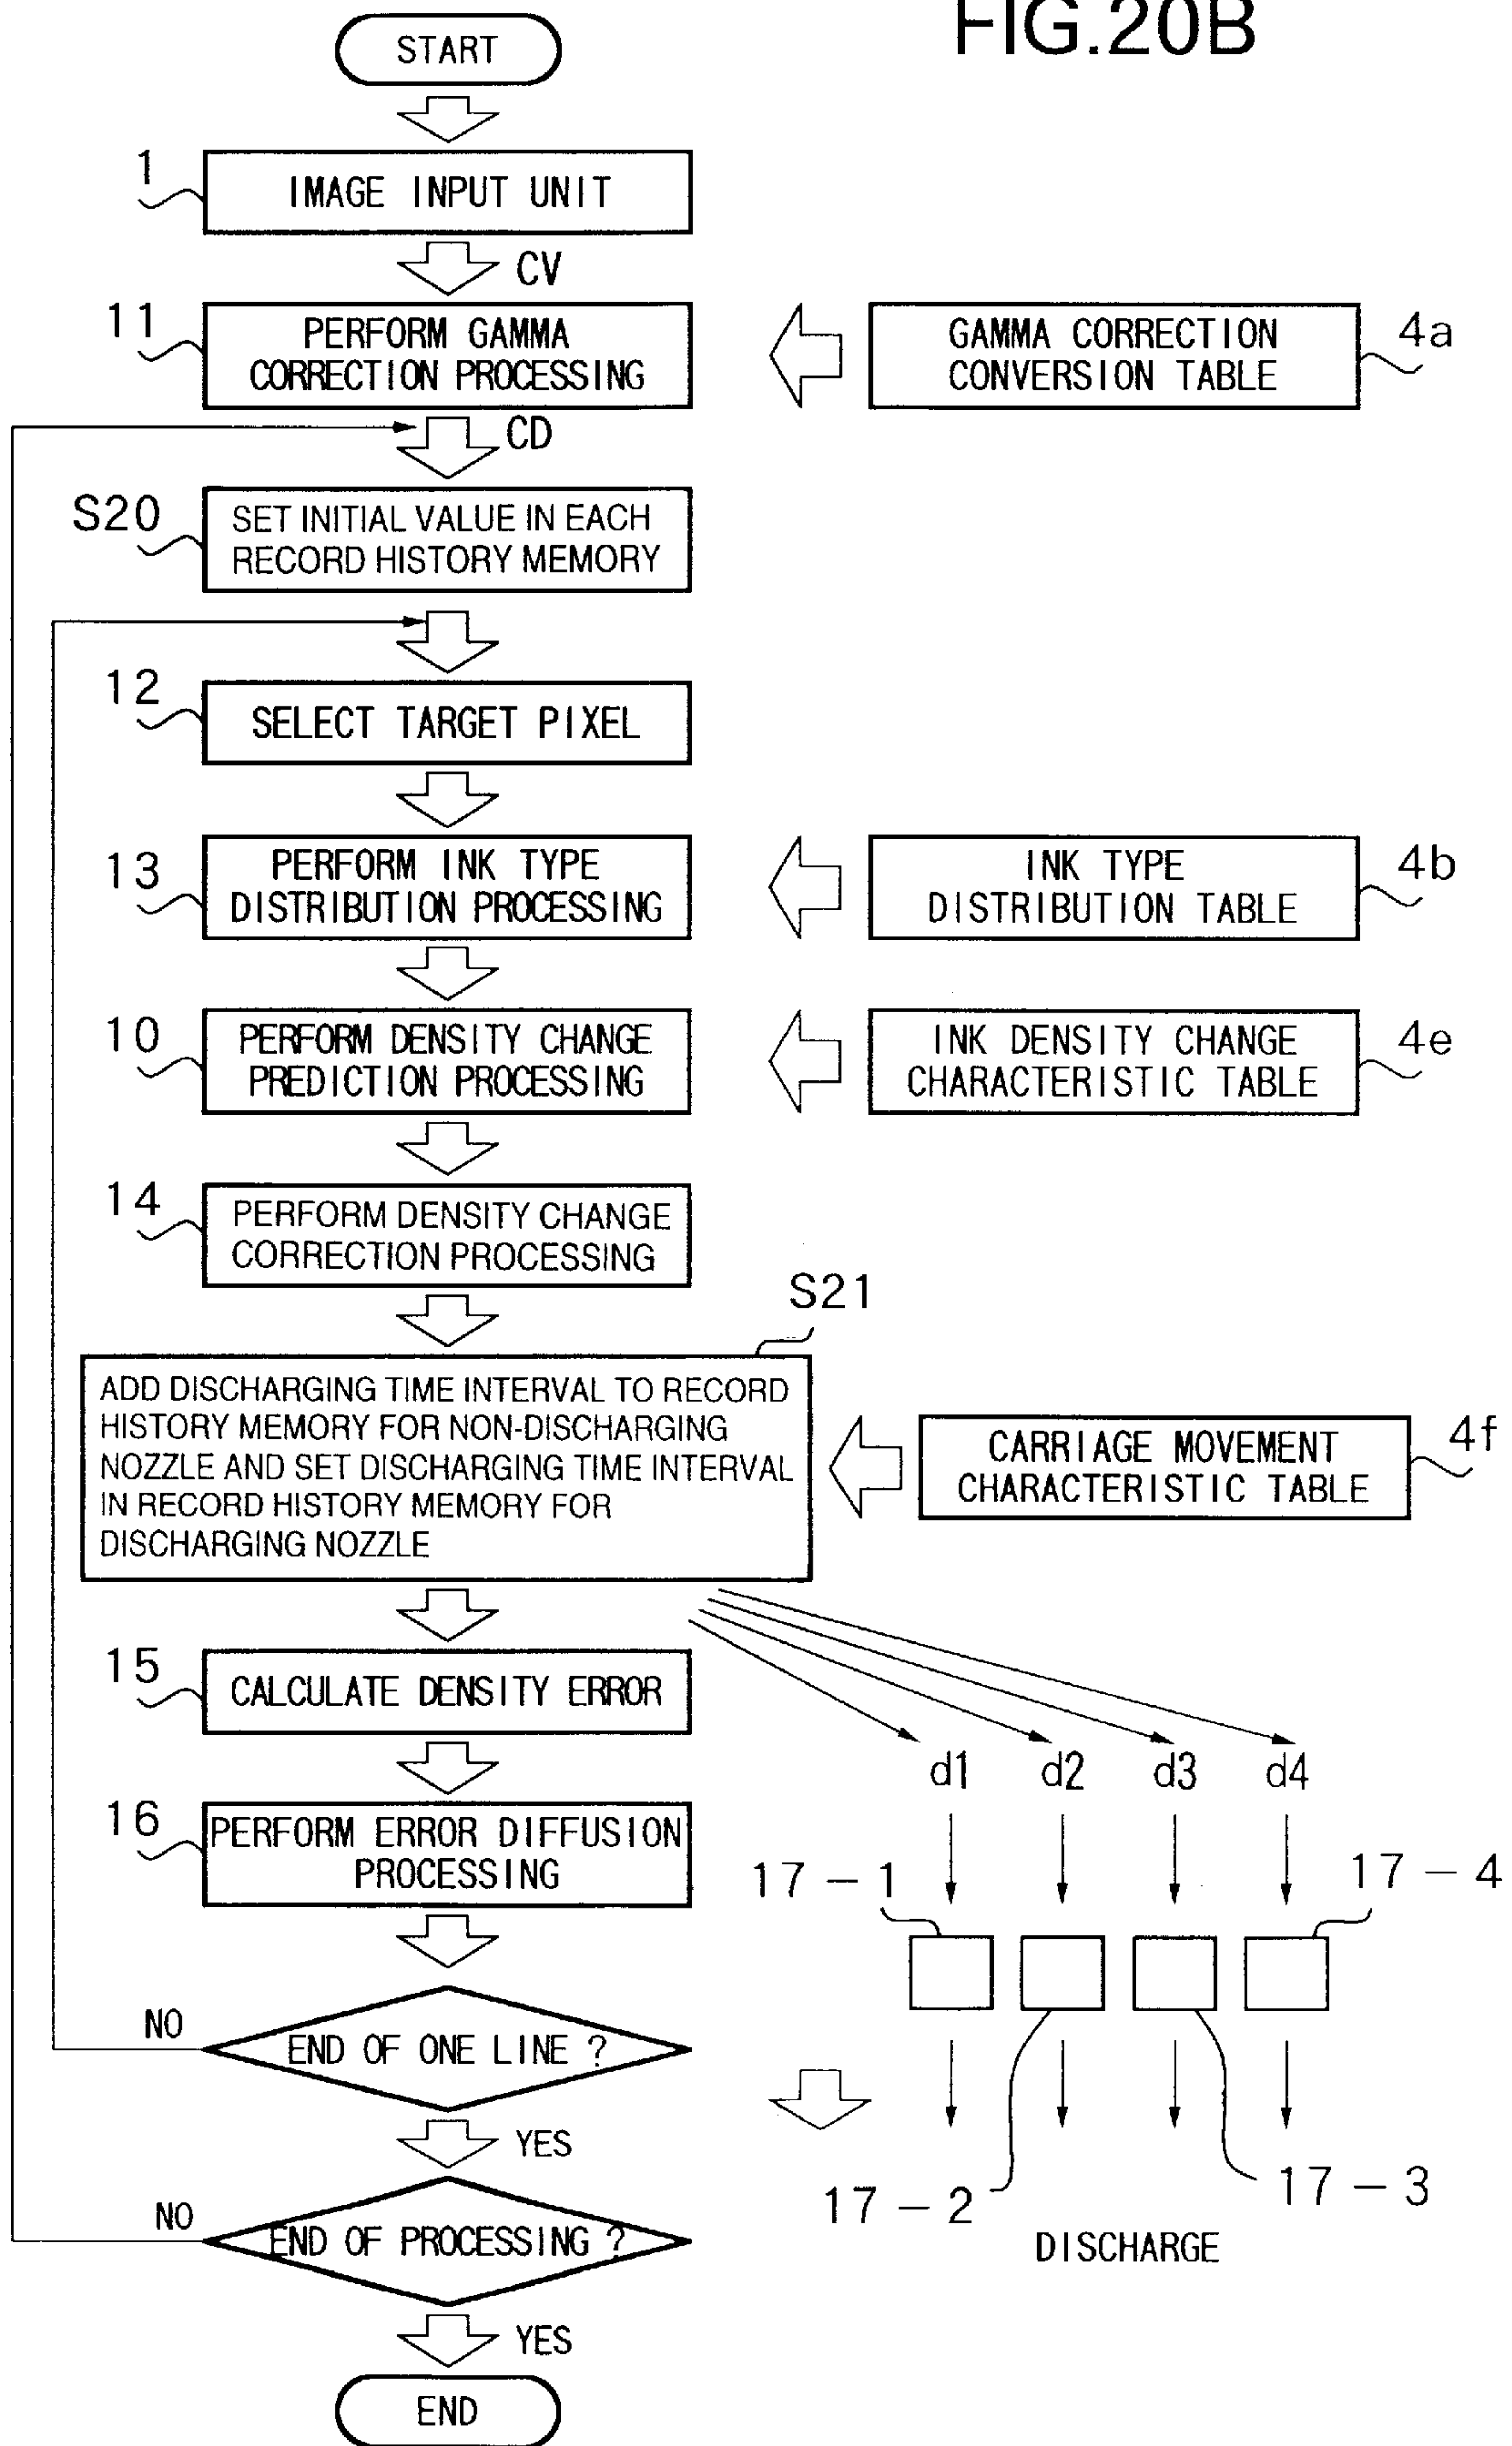 FIG.20B
START
1
IMAGE INPUT UNIT
CV
11
PERFORM GAMMA
CORRECTION PROCESSING
GAMMA CORRECTION
CONVERSION TABLE
4a
CD
S20
SET INITIAL VALUE IN EACH
RECORD HISTORY MEMORY
12
SELECT TARGET PIXEL
13
PERFORM INK TYPE
DISTRIBUTION PROCESSING
INK TYPE
DISTRIBUTION TABLE
4b
10
PERFORM DENSITY CHANGE
PREDICTION PROCESSING
INK DENSITY CHANGE
CHARACTERISTIC TABLE
4e
14
PERFORM DENSITY CHANGE
CORRECTION PROCESSING
S21
ADD DISCHARGING TIME INTERVAL TO RECORD
HISTORY MEMORY FOR NON-DISCHARGING
NOZZLE AND SET DISCHARGING TIME INTERVAL
IN RECORD HISTORY MEMORY FOR
DISCHARGING NOZZLE
CARRIAGE MOVEMENT
CHARACTERISTIC TABLE
4f
15
CALCULATE DENSITY ERROR
d1 d2 d3 d4
16
PERFORM ERROR DIFFUSION
PROCESSING
17-1
17-4
NO
END OF ONE LINE ?
YES
17-2
17-3
NO
END OF PROCESSING ?
DISCHARGE
YES
END